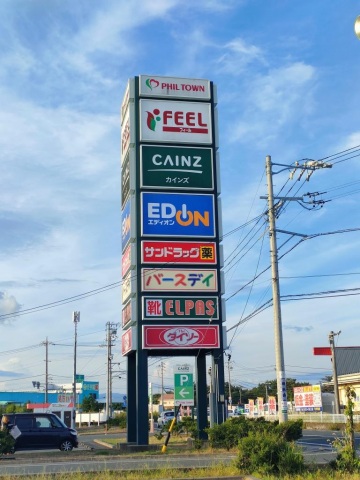 PHILTOWN
FEEL
フィール
CAINZ
カインズ
EDION
エディオン
サンドラッグ薬
バースデイ
靴 ELPAS
ダイソー
CAINZ
P